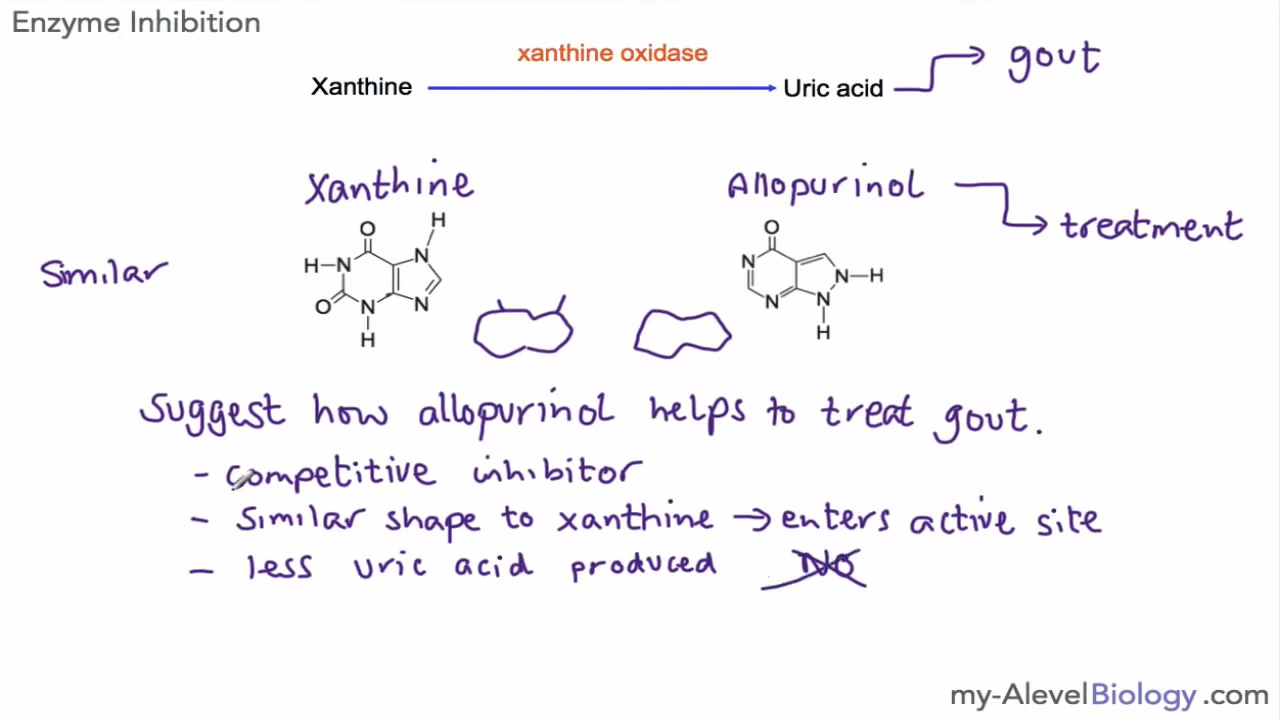 Enzyme Inhibition
xanthine oxidase
Xanthine Uric acid gout
Xanthine Allopurinol
treatment
Similar
O H
H N N
O N N
H
O
N N H
N N
H
Suggest how allopurinol helps to treat gout.
- competitive inhibitor
- similar shape to xanthine → enters active site
- less uric acid produced NO
my-AlevelBiology.com